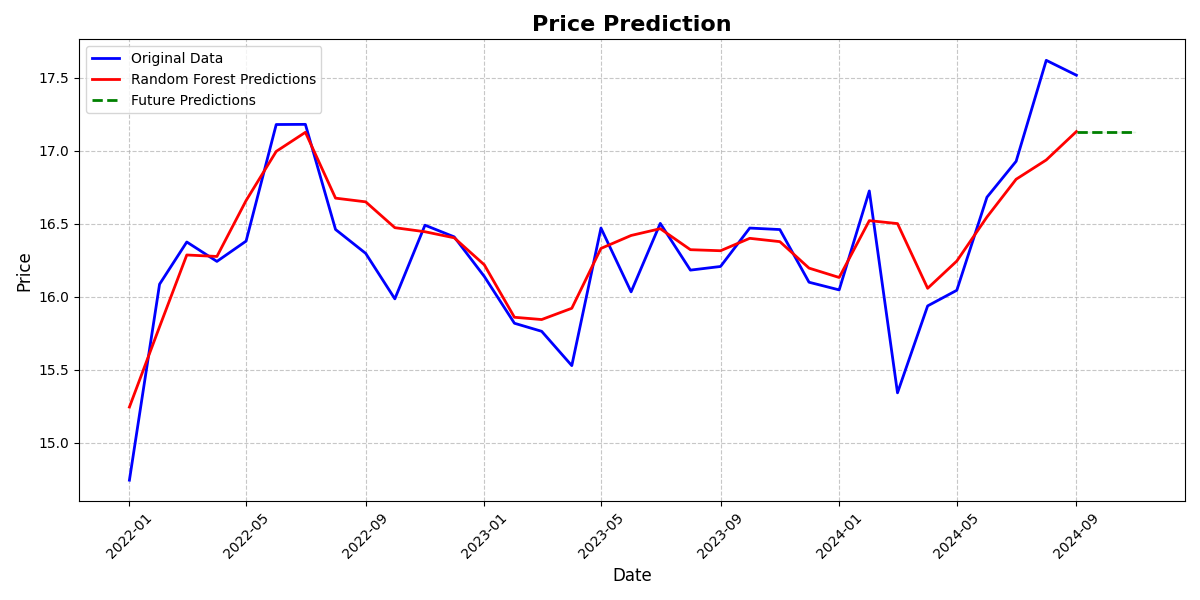 Price Prediction
Original Data
Random Forest Predictions
Future Predictions
Price
17.5
17.0
16.5
16.0
15.5
15.0
2022-01
2022-05
2022-09
2023-01
2023-05
2023-09
2024-01
2024-05
2024-09
Date